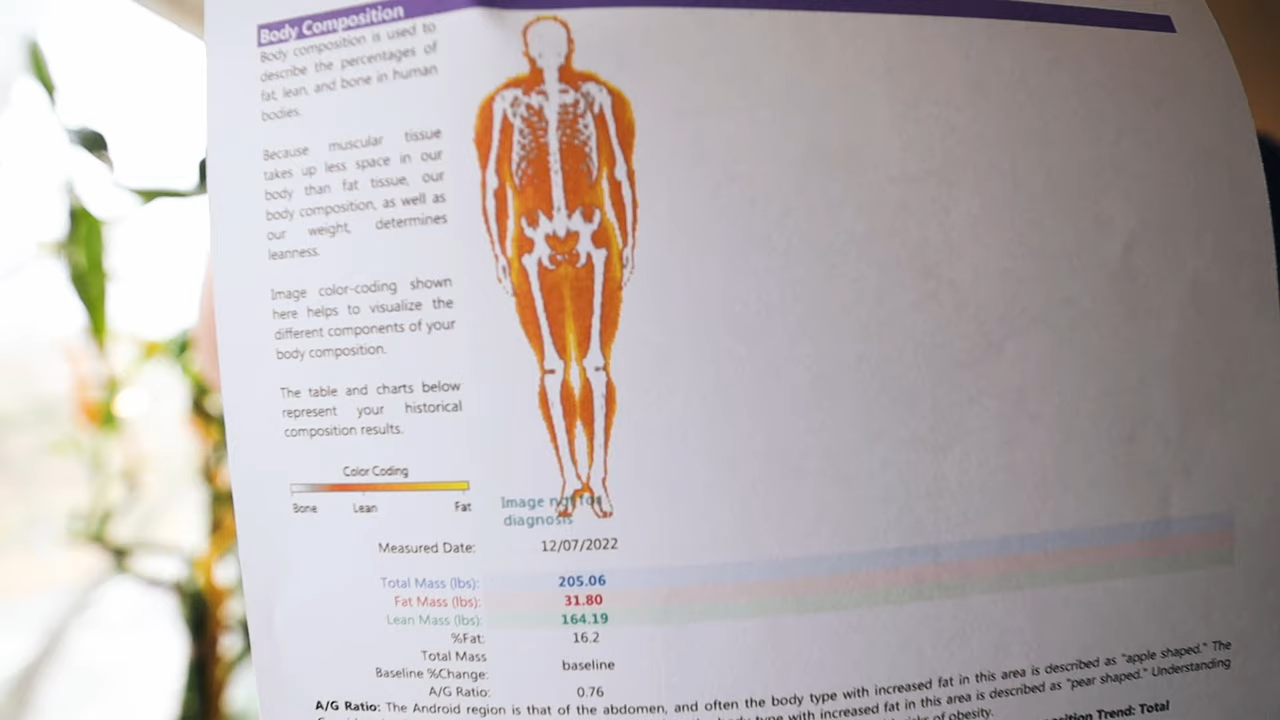 Body Composition
Body composition is used to
describe the percentages of
fat, lean, and bone in human
bodies.
Because muscular tissue
takes up less space in our
body than fat tissue, our
body composition, as well as
our weight, determines
leanness.
Image color-coding shown
here helps to visualize the
different components of your
body composition.
The table and charts below
represent your historical
composition results.
Color Coding
Bone Lean Fat
Image not for
diagnosis
Measured Date: 12/07/2022
Total Mass (lbs): 205.06
Fat Mass (lbs): 31.80
Lean Mass (lbs): 164.19
%Fat: 16.2
Total Mass
Baseline %Change: baseline
A/G Ratio: 0.76
A/G Ratio: The Android region is that of the abdomen, and often the body type with increased fat in this area is described as "apple shaped." The
body type with increased fat in this area is described as "pear shaped." Understanding
of obesity.
Trend: Total